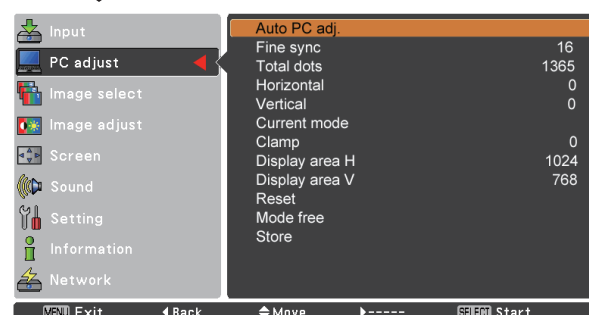 Input
PC adjust
Image select
Image adjust
Screen
Sound
Setting
Information
Network
Auto PC adj.
Fine sync 16
Total dots 1365
Horizontal 0
Vertical 0
Current mode
Clamp 0
Display area H 1024
Display area V 768
Reset
Mode free
Store
MENU Exit ◀Back Move ▶----- SELECT Start